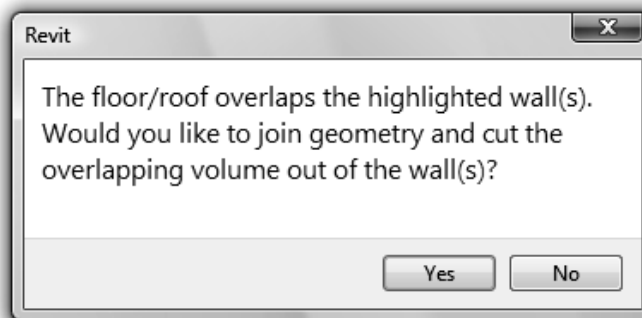 Revit
The floor/roof overlaps the highlighted wall(s).
Would you like to join geometry and cut the
overlapping volume out of the wall(s)?
Yes
No